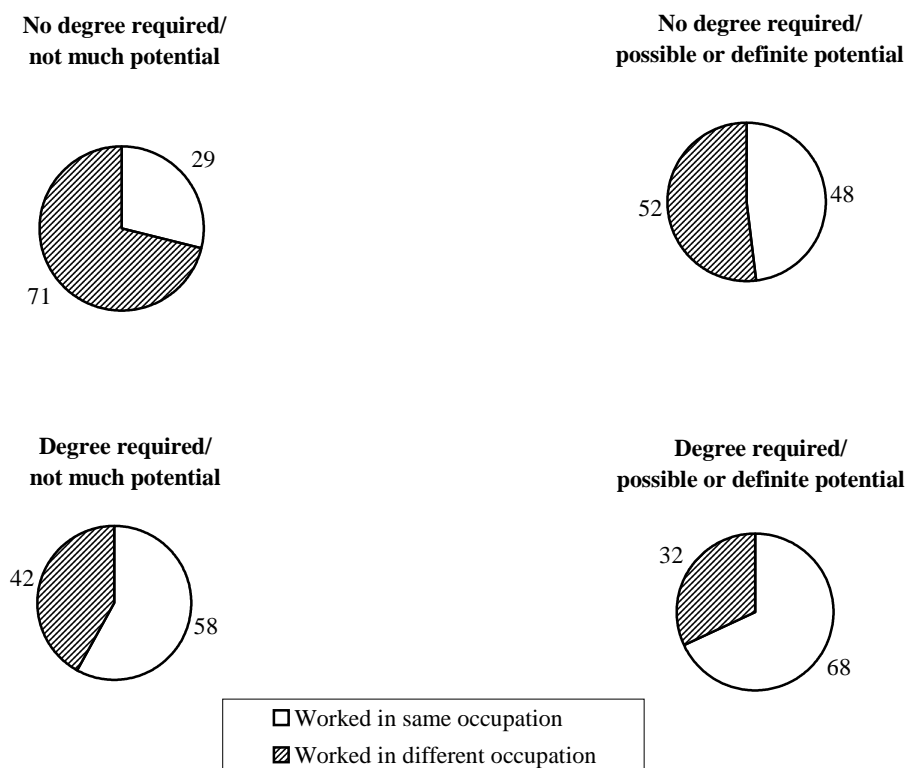 No degree required/
not much potential
29
71
No degree required/
possible or definite potential
48
52
Degree required/
not much potential
42
58
Degree required/
possible or definite potential
32
68
Worked in same occupation
Worked in different occupation